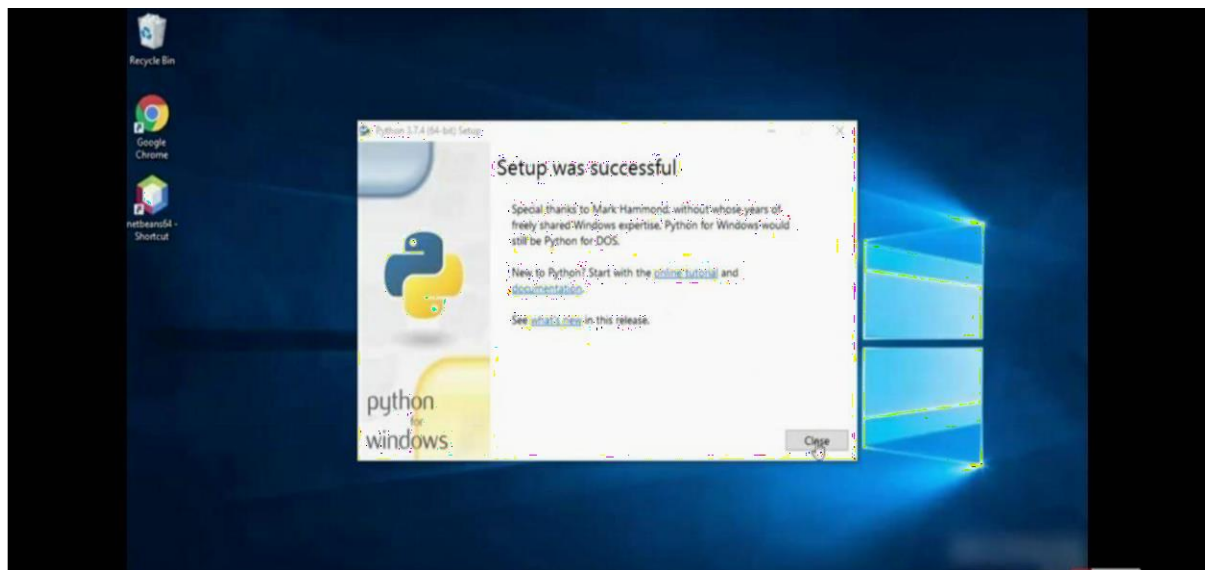 Recycle Bin
Google
Chrome
netbeans64 -
Shortcut
Python 3.7.4 (64-bit) Setup
Setup was successful
Special thanks to Mark Hammond, without whose years of
freely shared Windows expertise, Python for Windows would
still be Python for DOS.
New to Python? Start with the online tutorial and
documentation.
See what's new in this release.
python
for
windows
Close